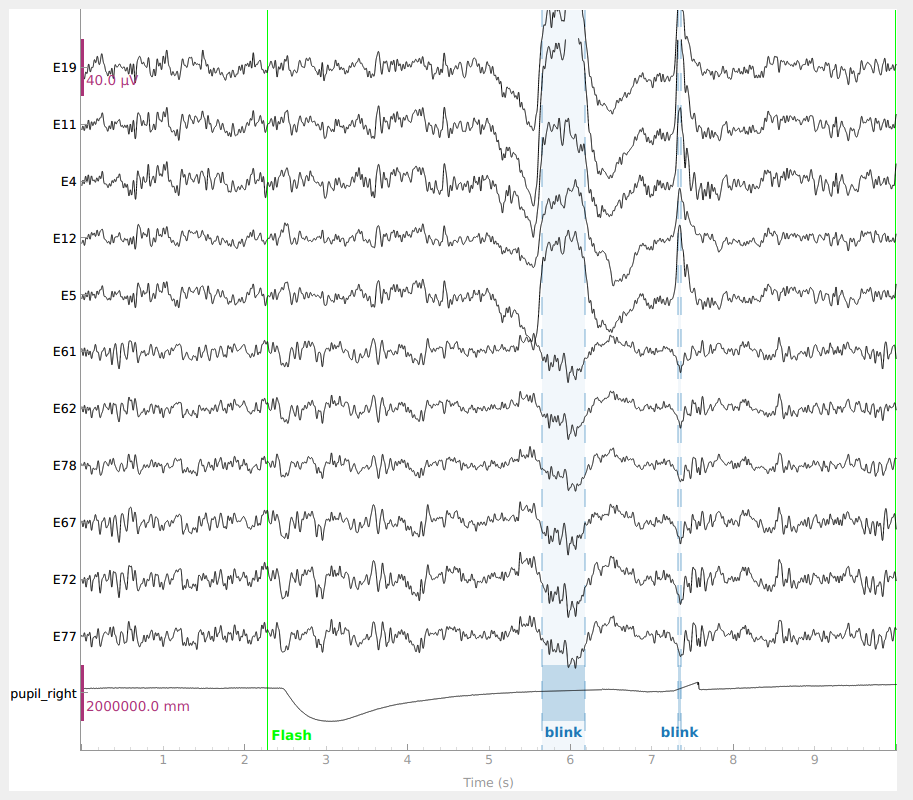 E19
40.0 µV
E11
E4
E12
E5
E61
E62
E78
E67
E72
E77
pupil_right
2000000.0 mm
Flash
blink
blink
1 2 3 4 5 6 7 8 9
Time (s)